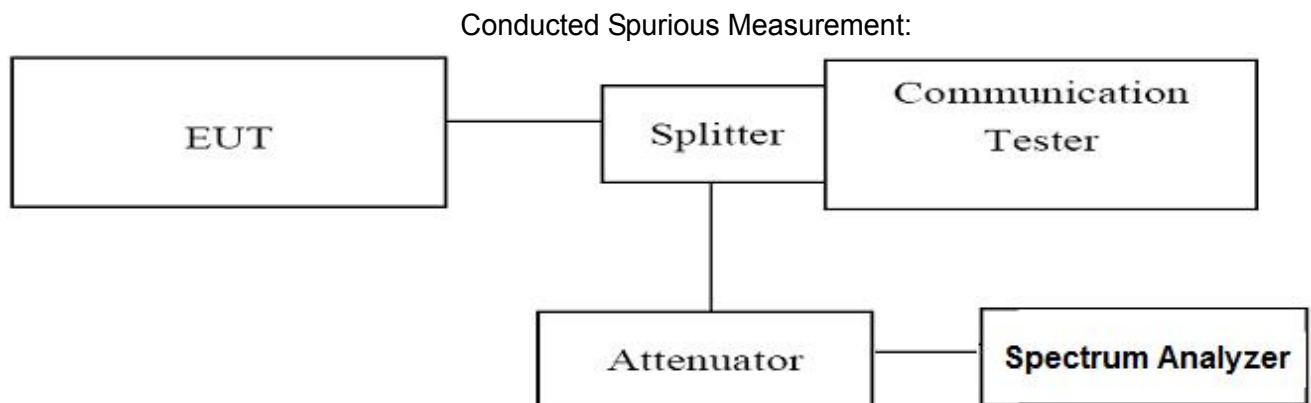 Conducted Spurious Measurement:
EUT
Splitter
Communication
Tester
Attenuator
Spectrum Analyzer